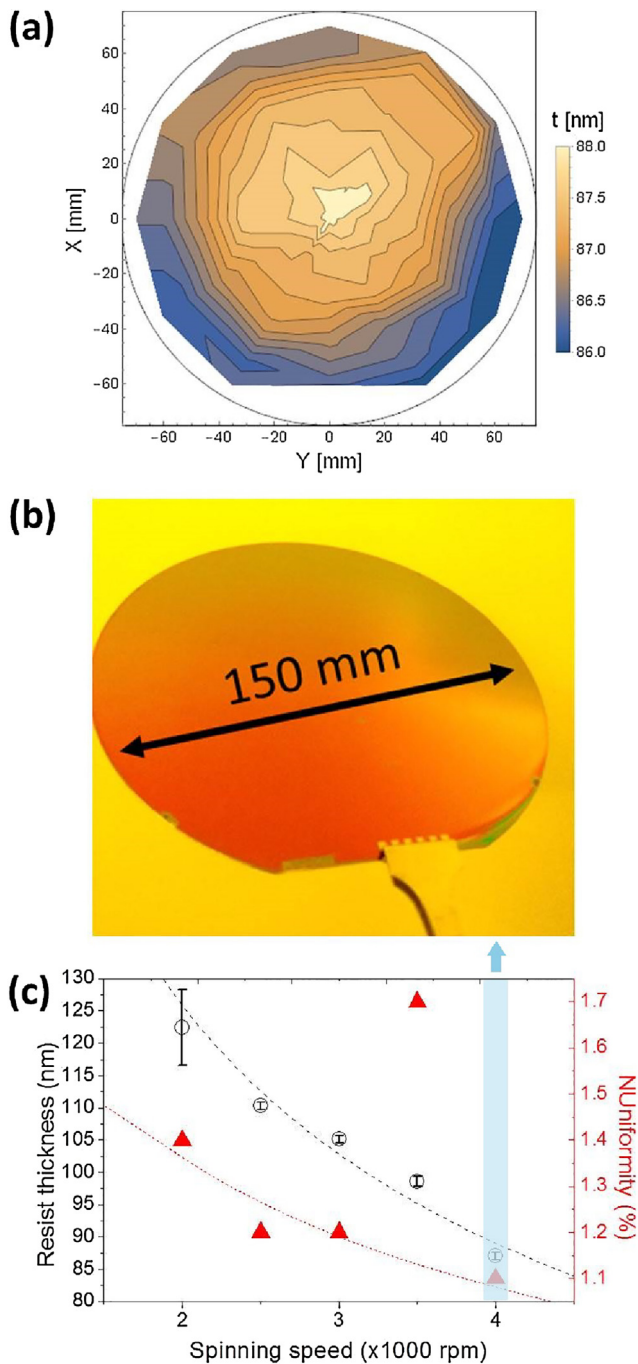 (a)
60
40
20
0
−20
−40
−60
X [mm]
−60 −40 −20 0 20 40 60
Y [mm]
t [nm]
88.0
87.5
87.0
86.5
86.0
(b)
150 mm
(c)
130
125
120
115
110
105
100
95
90
85
80
Resist thickness (nm)
1.7
1.6
1.5
1.4
1.3
1.2
1.1
NUniformity (%)
2 3 4
Spinning speed (x1000 rpm)